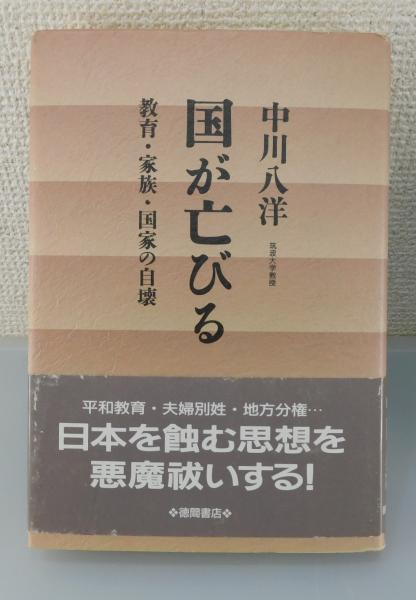 中川八洋
筑波大学教授
国が亡びる
教育・家族・国家の自壊
平和教育・夫婦別姓・地方分権…
日本を蝕む思想を
悪魔祓いする!
❖徳間書店❖